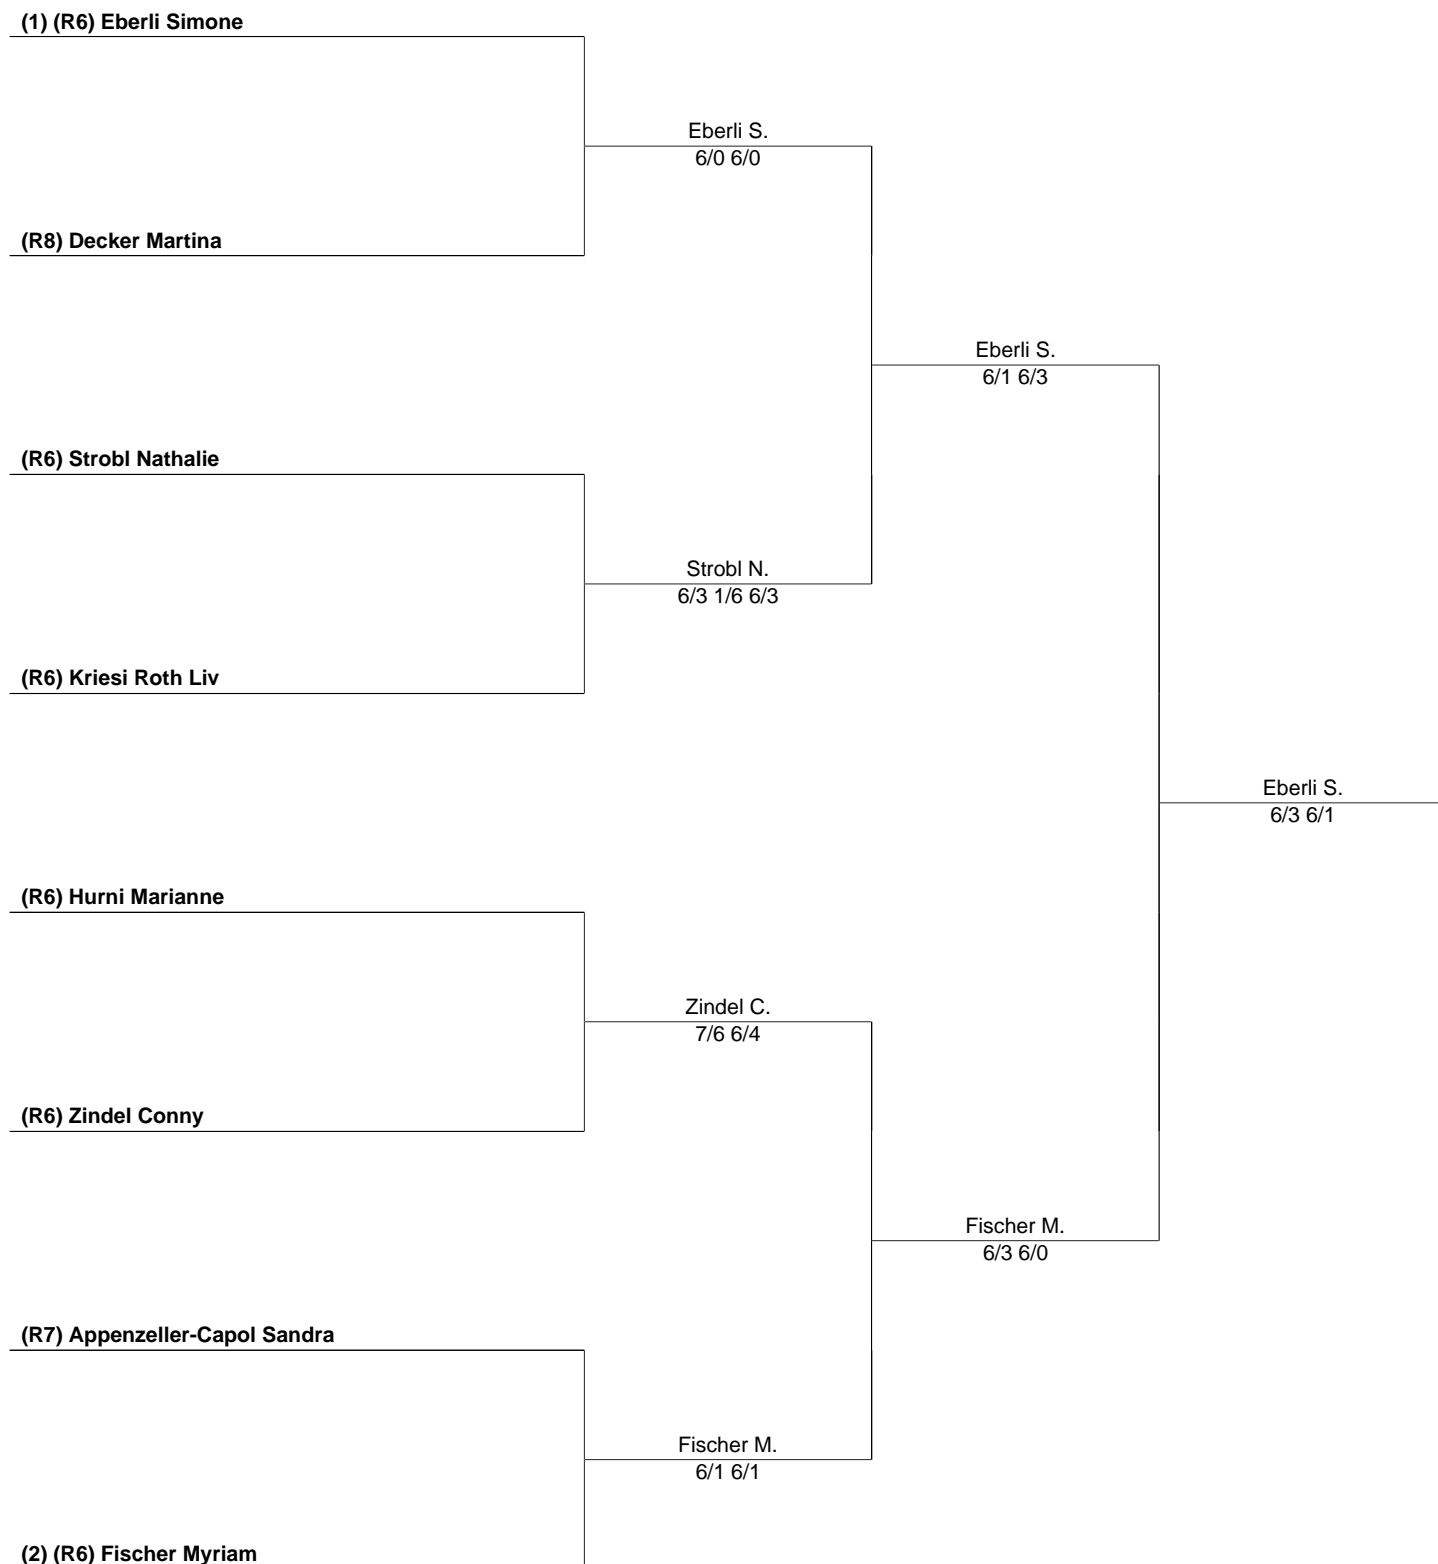 (1) (R6) Eberli Simone
Eberli S.
6/0 6/0
(R8) Decker Martina
Eberli S.
6/1 6/3
(R6) Strobl Nathalie
Strobl N.
6/3 1/6 6/3
(R6) Kriesi Roth Liv
Eberli S.
6/3 6/1
(R6) Hurni Marianne
Zindel C.
7/6 6/4
(R6) Zindel Conny
Fischer M.
6/3 6/0
(R7) Appenzeller-Capol Sandra
Fischer M.
6/1 6/1
(2) (R6) Fischer Myriam